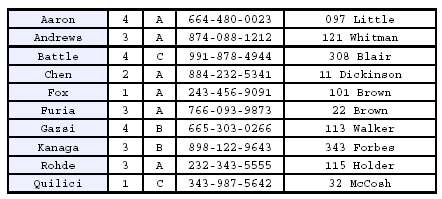 Aaron 4 A 664-480-0023 097 Little
Andrews 3 A 874-088-1212 121 Whitman
Battle 4 C 991-878-4944 308 Blair
Chen 2 A 884-232-5341 11 Dickinson
Fox 1 A 243-456-9091 101 Brown
Furia 3 A 766-093-9873 22 Brown
Gazsi 4 B 665-303-0266 113 Walker
Kanaga 3 B 898-122-9643 343 Forbes
Rohde 3 A 232-343-5555 115 Holder
Quilici 1 C 343-987-5642 32 McCosh